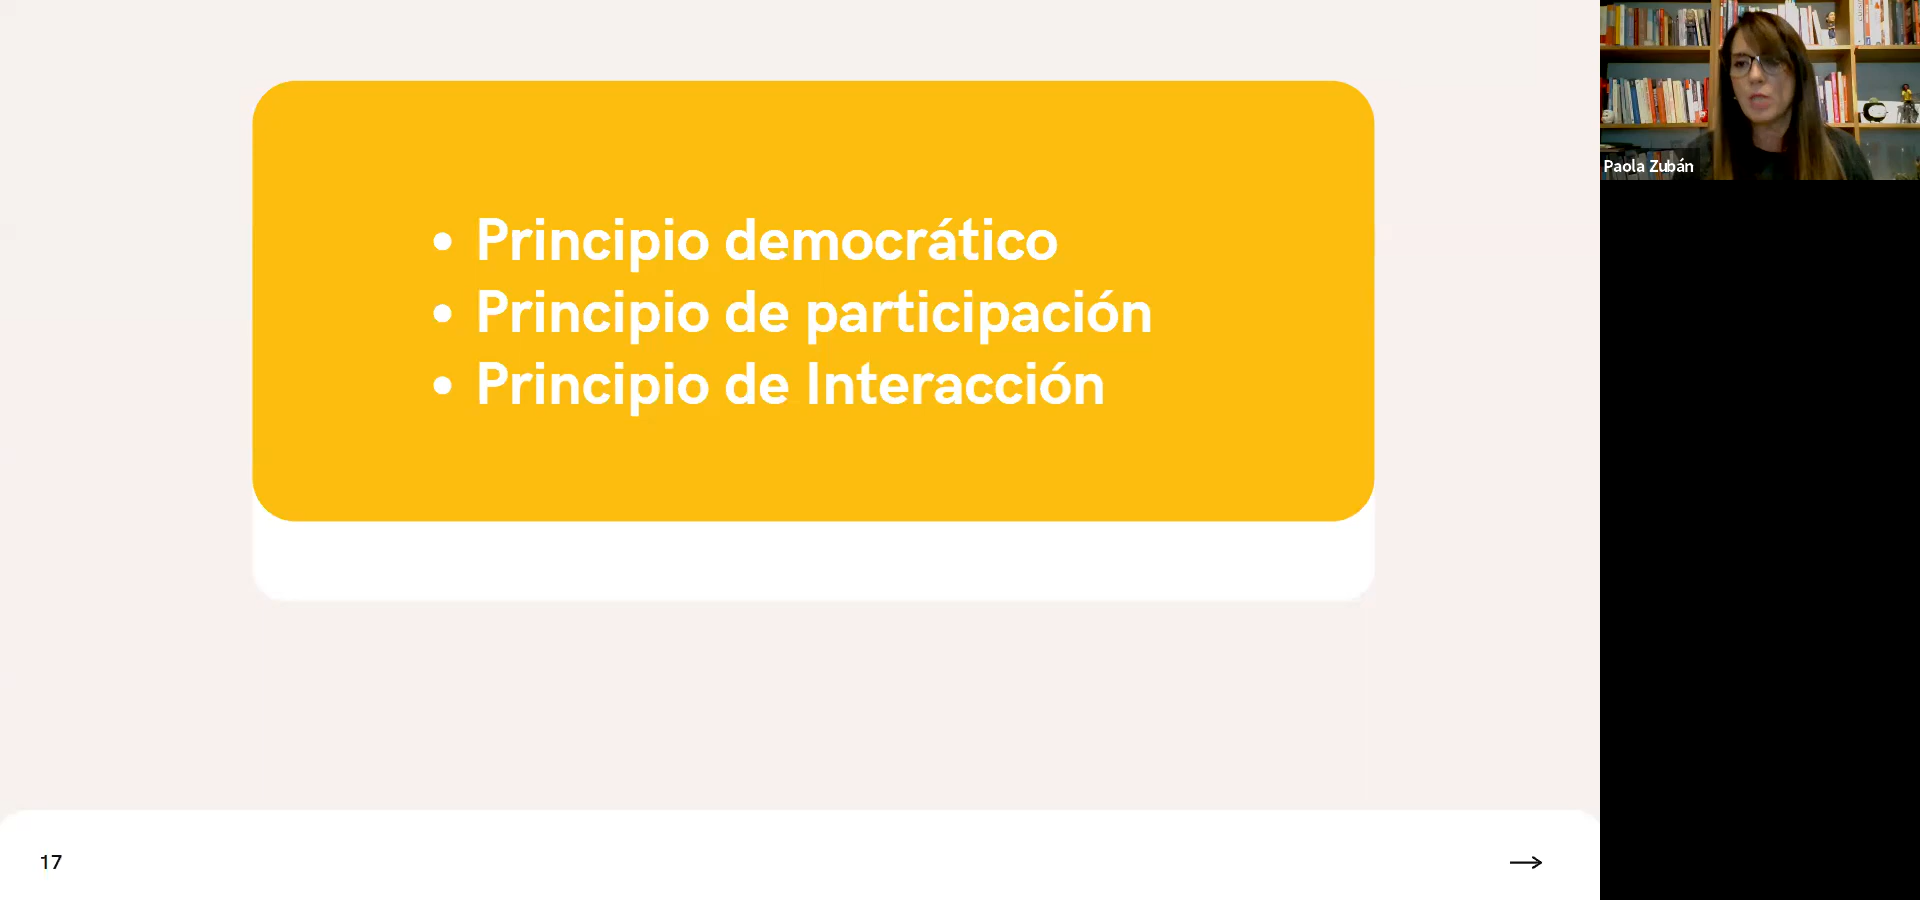 • Principio democrático
• Principio de participación
• Principio de Interacción
Paola Zubán
17